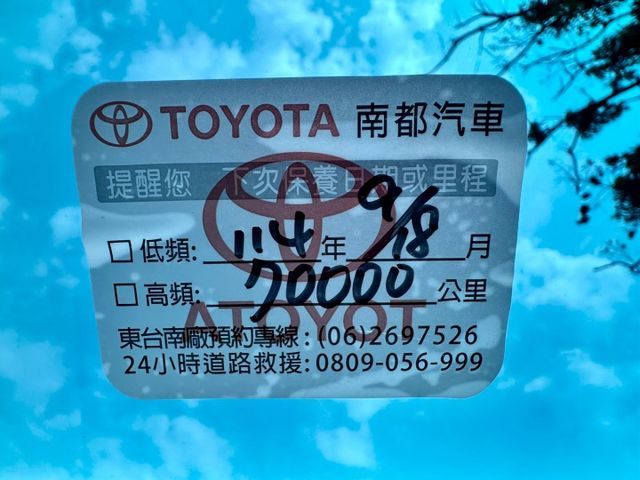 TOYOTA 南都汽車
提醒您 下次保養日期或里程
□ 低頻: 114 年 9/18 月
□ 高頻: 70000 公里
ATOYOT
東台南廠預約專線: (06)2697526
24小時道路救援: 0809-056-999